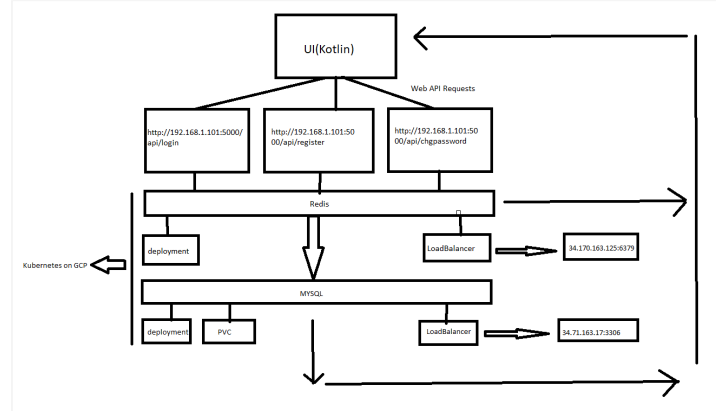 UI(Kotlin)
Web API Requests
http://192.168.1.101:5000/
api/login
http://192.168.1.101:50
00/api/register
http://192.168.1.101:50
00/api/chgpassword
Redis
deployment
LoadBalancer
34.170.163.125:6379
Kubernetes on GCP
MYSQL
deployment
PVC
LoadBalancer
34.71.163.17:3306